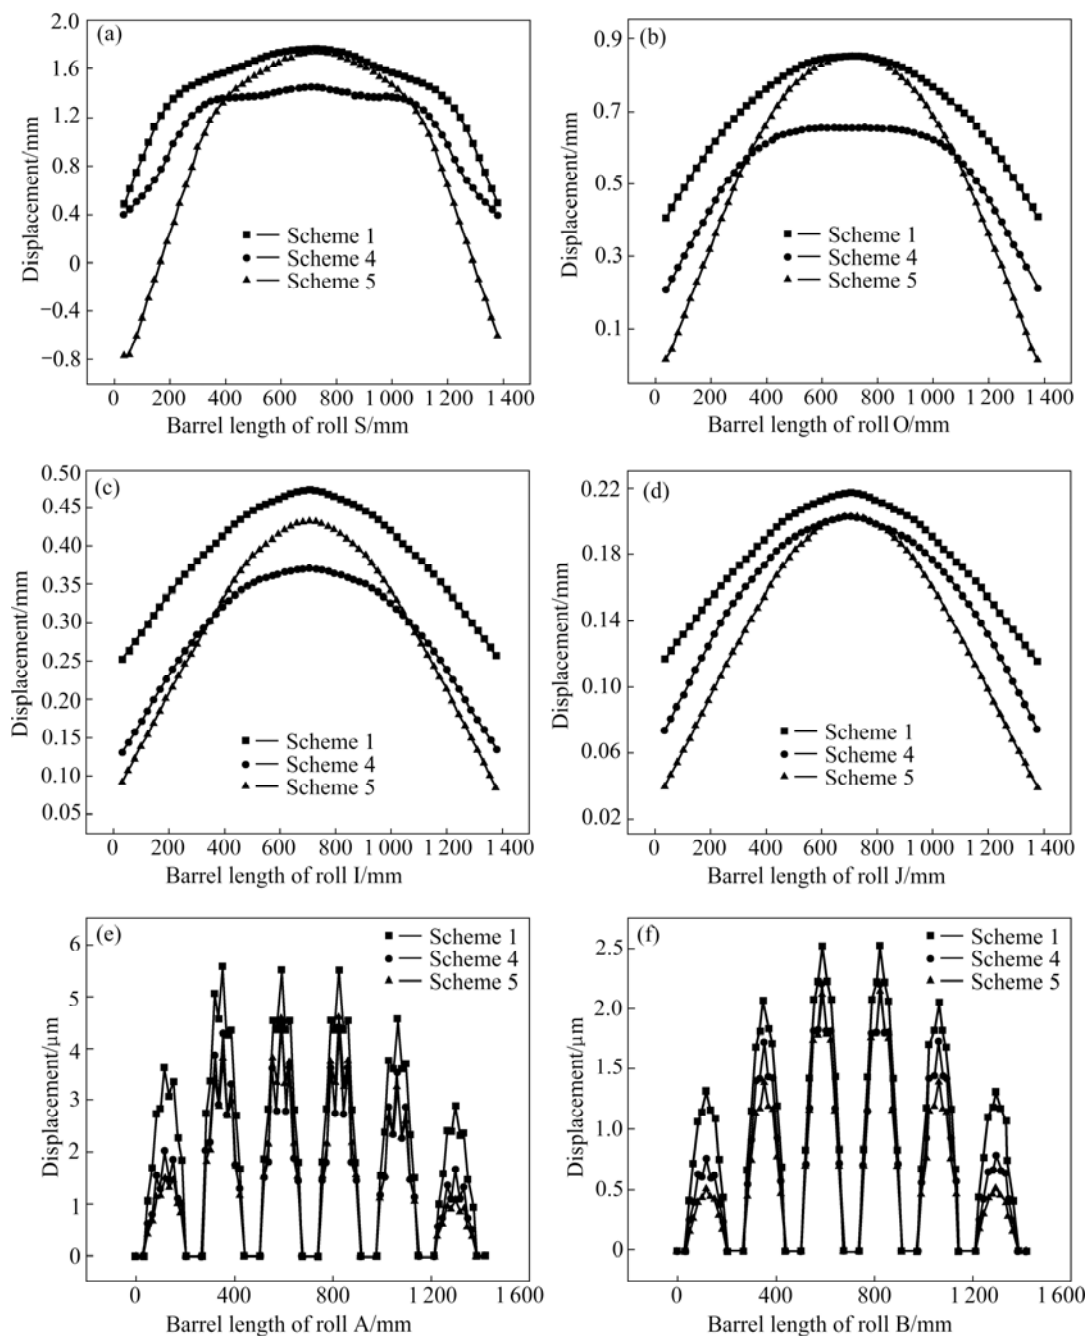 (a)
2.0
1.6
1.2
0.8
0.4
0
−0.4
−0.8
Displacement/mm
Scheme 1
Scheme 4
Scheme 5
0 200 400 600 800 1 000 1 200 1 400
Barrel length of roll S/mm
(b)
0.9
0.7
0.5
0.3
0.1
Displacement/mm
Scheme 1
Scheme 4
Scheme 5
0 200 400 600 800 1 000 1 200 1 400
Barrel length of roll O/mm
(c)
0.50
0.45
0.40
0.35
0.30
0.25
0.20
0.15
0.10
0.05
Displacement/mm
Scheme 1
Scheme 4
Scheme 5
0 200 400 600 800 1 000 1 200 1 400
Barrel length of roll I/mm
(d)
0.22
0.18
0.14
0.10
0.06
0.02
Displacement/mm
Scheme 1
Scheme 4
Scheme 5
0 200 400 600 800 1 000 1 200 1 400
Barrel length of roll J/mm
(e)
6
5
4
3
2
1
0
Displacement/μm
Scheme 1
Scheme 4
Scheme 5
0 400 800 1 200 1 600
Barrel length of roll A/mm
(f)
2.5
2.0
1.5
1.0
0.5
0
Displacement/μm
Scheme 1
Scheme 4
Scheme 5
0 400 800 1 200 1 600
Barrel length of roll B/mm